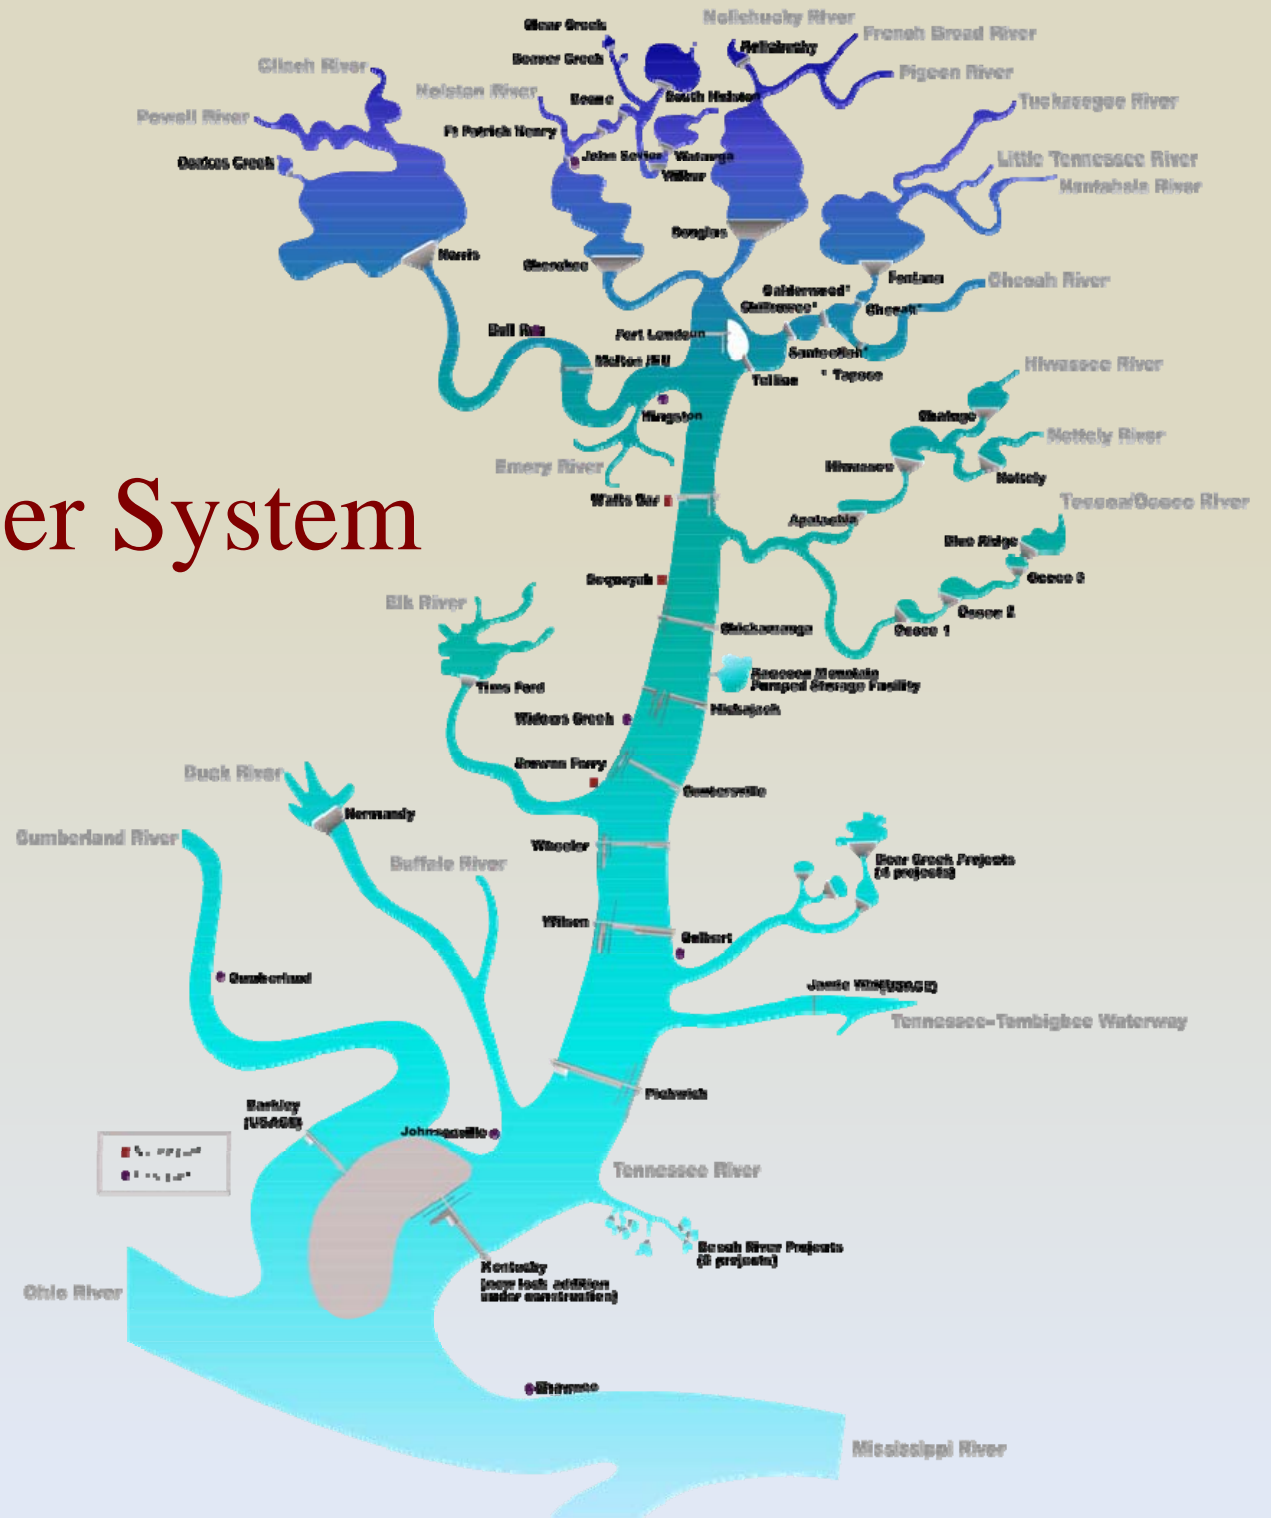 Nolichucky River
French Broad River
Pigeon River
Tuckasegee River
Little Tennessee River
Nantahala River
Clear Creek
Beaver Creek
Nolichucky
Clinch River
Holston River
Boone
South Holston
Powell River
Ft Patrick Henry
Doakes Creek
John Sevier
Watauga
Wilbur
Douglas
Norris
Cherokee
Fontana
Cheoah River
Calderwood*
Chilhowee*
Cheoah*
Bull Run
Fort Loudoun
Santeetlah*
Melton Hill
Tellico
* Tapoco
Hiwassee River
Kingston
Chatuge
Nottely River
Emery River
Hiwassee
Nottely
er System
Watts Bar
Tocooa/Ocoee River
Apalachia
Blue Ridge
Sequoyah
Ocoee 3
Elk River
Ocoee 2
Ocoee 1
Chickamauga
Raccoon Mountain
Pumped Storage Facility
Tims Ford
Nickajack
Widows Creek
Browns Ferry
Duck River
Guntersville
Normandy
Cumberland River
Wheeler
Buffalo River
Bear Creek Projects
(4 projects)
Wilson
Colbert
Cumberland
Jamie Whitten (USACE)
Tennessee-Tombigbee Waterway
Pickwick
Barkley
(USACE)
Johnsonville
Tennessee River
Beech River Projects
(8 projects)
Kentucky
(new lock addition
under construction)
Ohio River
Shawnee
Mississippi River